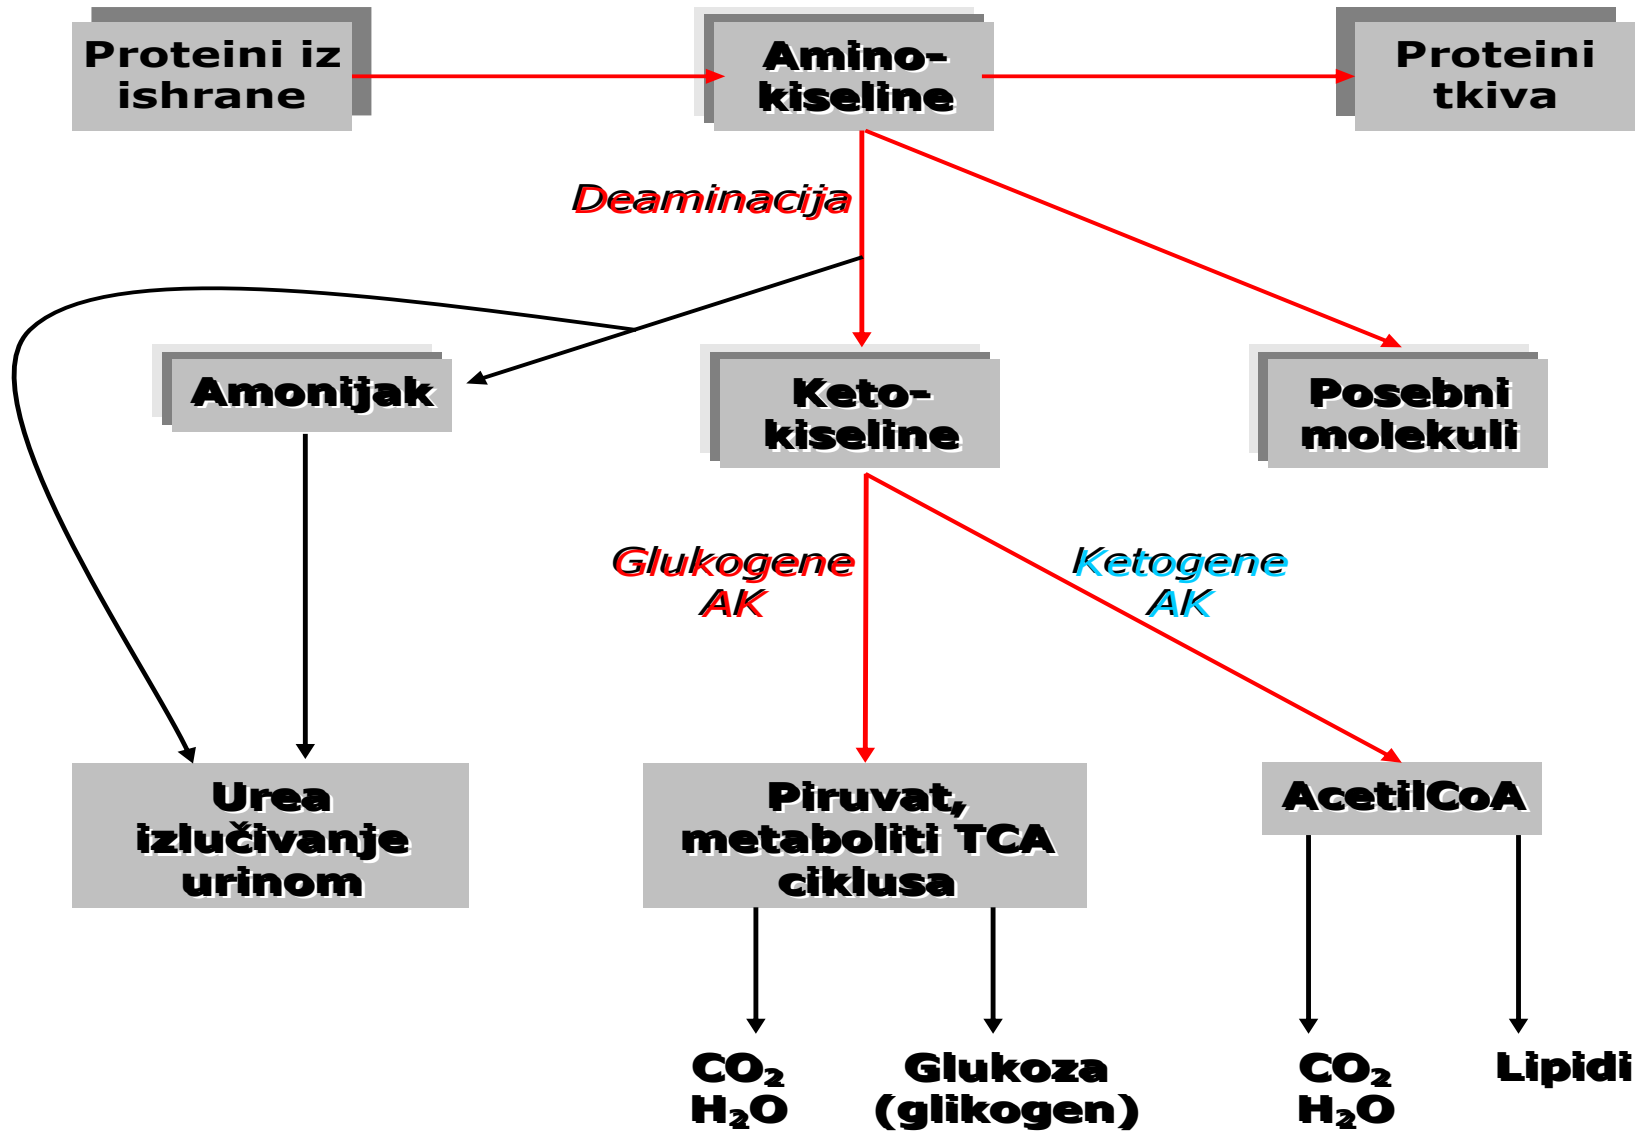 Proteini iz
ishrane
Amino-
kiseline
Proteini
tkiva
Deaminacija
Amonijak
Keto-
kiseline
Posebni
molekuli
Glukogene
AK
Ketogene
AK
Urea
izlučivanje
urinom
Piruvat,
metaboliti TCA
ciklusa
AcetilCoA
CO₂
H₂O
Glukoza
(glikogen)
CO₂
H₂O
Lipidi